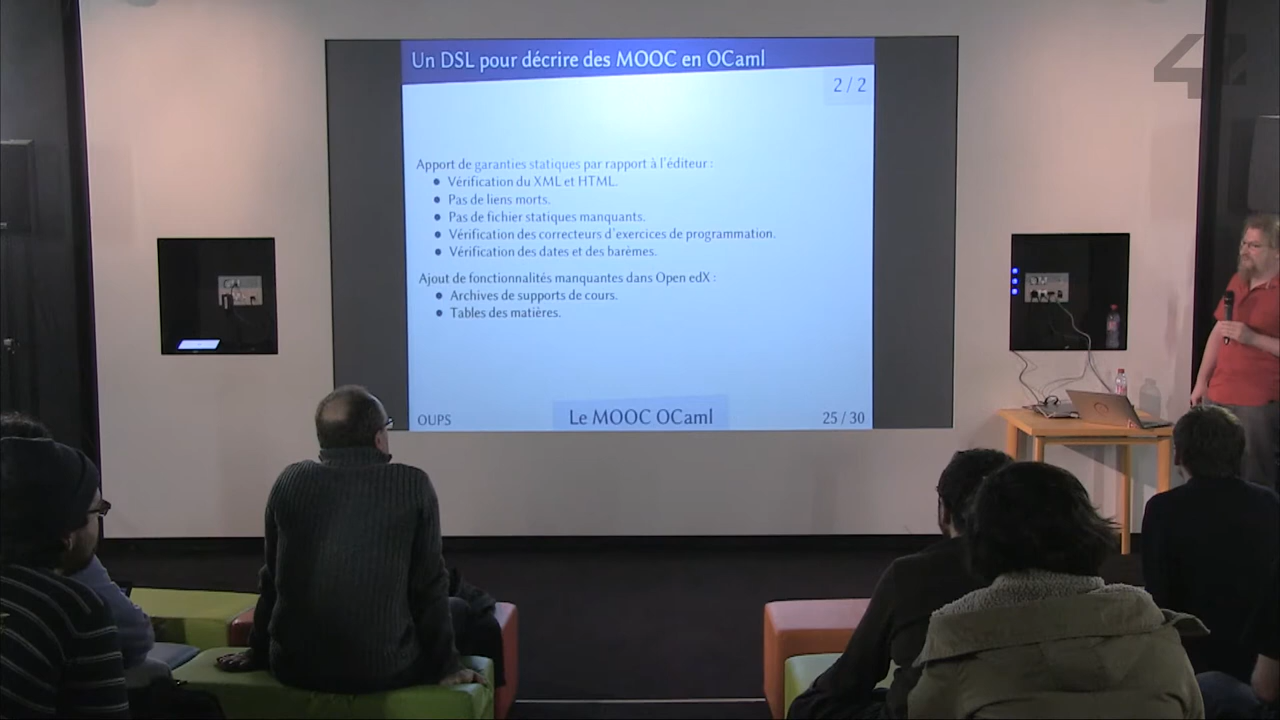 Un DSL pour décrire des MOOC en OCaml
2 / 2
Apport de garanties statiques par rapport à l'éditeur :
• Vérification du XML et HTML.
• Pas de liens morts.
• Pas de fichier statiques manquants.
• Vérification des correcteurs d'exercices de programmation.
• Vérification des dates et des barèmes.
Ajout de fonctionnalités manquantes dans Open edX :
• Archives de supports de cours.
• Tables des matières.
OUPS
Le MOOC OCaml
25 / 30
42